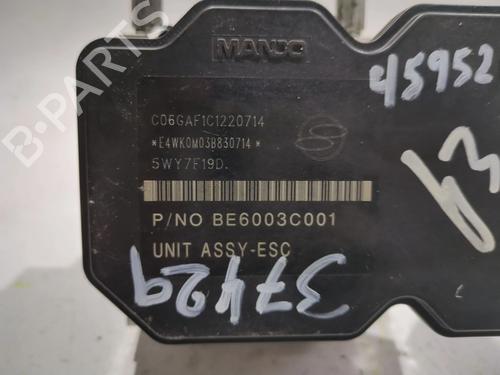 MANDO
45952
C06GAF1C1220714
*E4WK0M03B830714*
5WY7F19D.
P/NO BE6003C001
UNIT ASSY-ESC
37429
B-PARTS